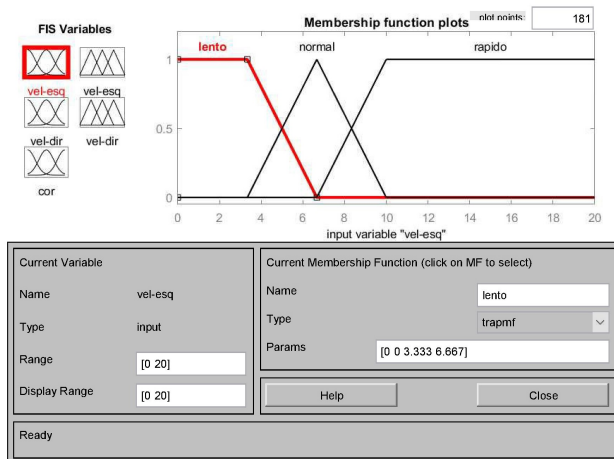 FIS Variables
vel-esq vel-esq
vel-dir vel-dir
cor
Membership function plots plot points: 181
lento normal rapido
1
0.5
0
0 2 4 6 8 10 12 14 16 18 20
input variable "vel-esq"
Current Variable
Name vel-esq
Type input
Range [0 20]
Display Range [0 20]
Current Membership Function (click on MF to select)
Name lento
Type trapmf
Params [0 0 3.333 6.667]
Help Close
Ready